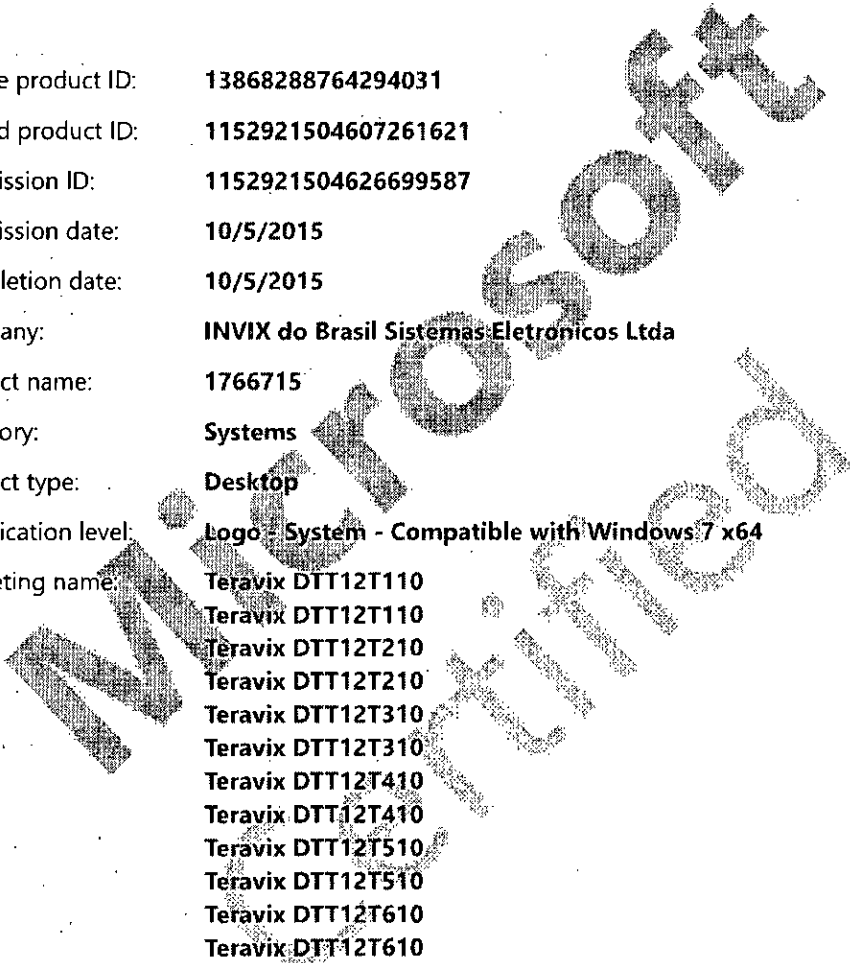 e product ID: 13868288764294031
d product ID: 1152921504607261621
ission ID: 1152921504626699587
ission date: 10/5/2015
letion date: 10/5/2015
any: INVIX do Brasil Sistemas Eletronicos Ltda
ct name: 1766715
ory: Systems
ct type: Desktop
ication level: Logo - System - Compatible with Windows 7 x64
eting name: Teravix DTT12T110
Teravix DTT12T110
Teravix DTT12T210
Teravix DTT12T210
Teravix DTT12T310
Teravix DTT12T310
Teravix DTT12T410
Teravix DTT12T410
Teravix DTT12T510
Teravix DTT12T510
Teravix DTT12T610
Teravix DTT12T610
Microsoft
Certified